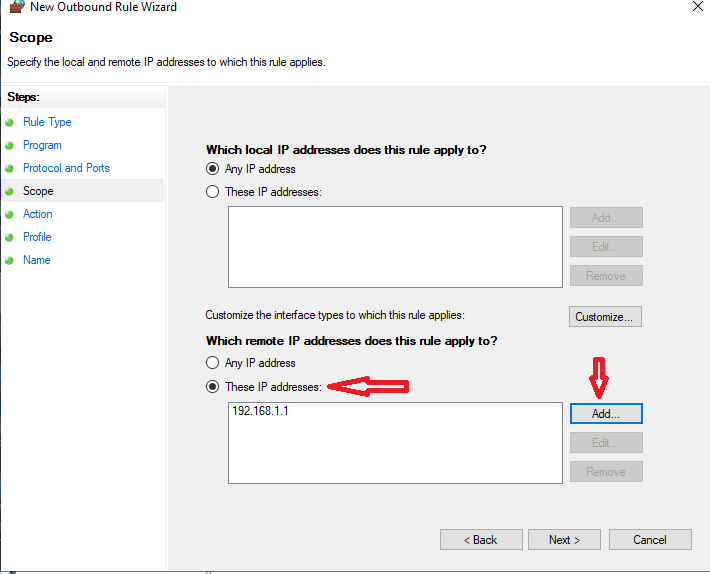 New Outbound Rule Wizard
Scope
Specify the local and remote IP addresses to which this rule applies.
Steps:
Rule Type
Program
Protocol and Ports
Scope
Action
Profile
Name
Which local IP addresses does this rule apply to?
Any IP address
These IP addresses:
Add...
Edit...
Remove
Customize the interface types to which this rule applies:
Customize...
Which remote IP addresses does this rule apply to?
Any IP address
These IP addresses:
192.168.1.1
Add...
Edit...
Remove
< Back
Next >
Cancel